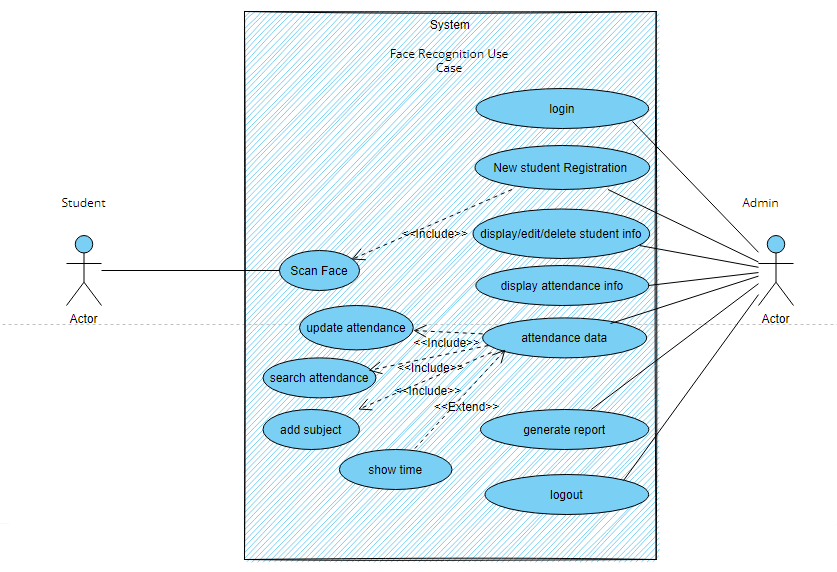 System
Face Recognition Use
Case
login
New student Registration
Student
Admin
<<Include>>
display/edit/delete student info
Scan Face
display attendance info
Actor
Actor
update attendance
attendance data
<<Include>>
<<Include>>
search attendance
<<Include>>
<<Extend>>
add subject
generate report
show time
logout